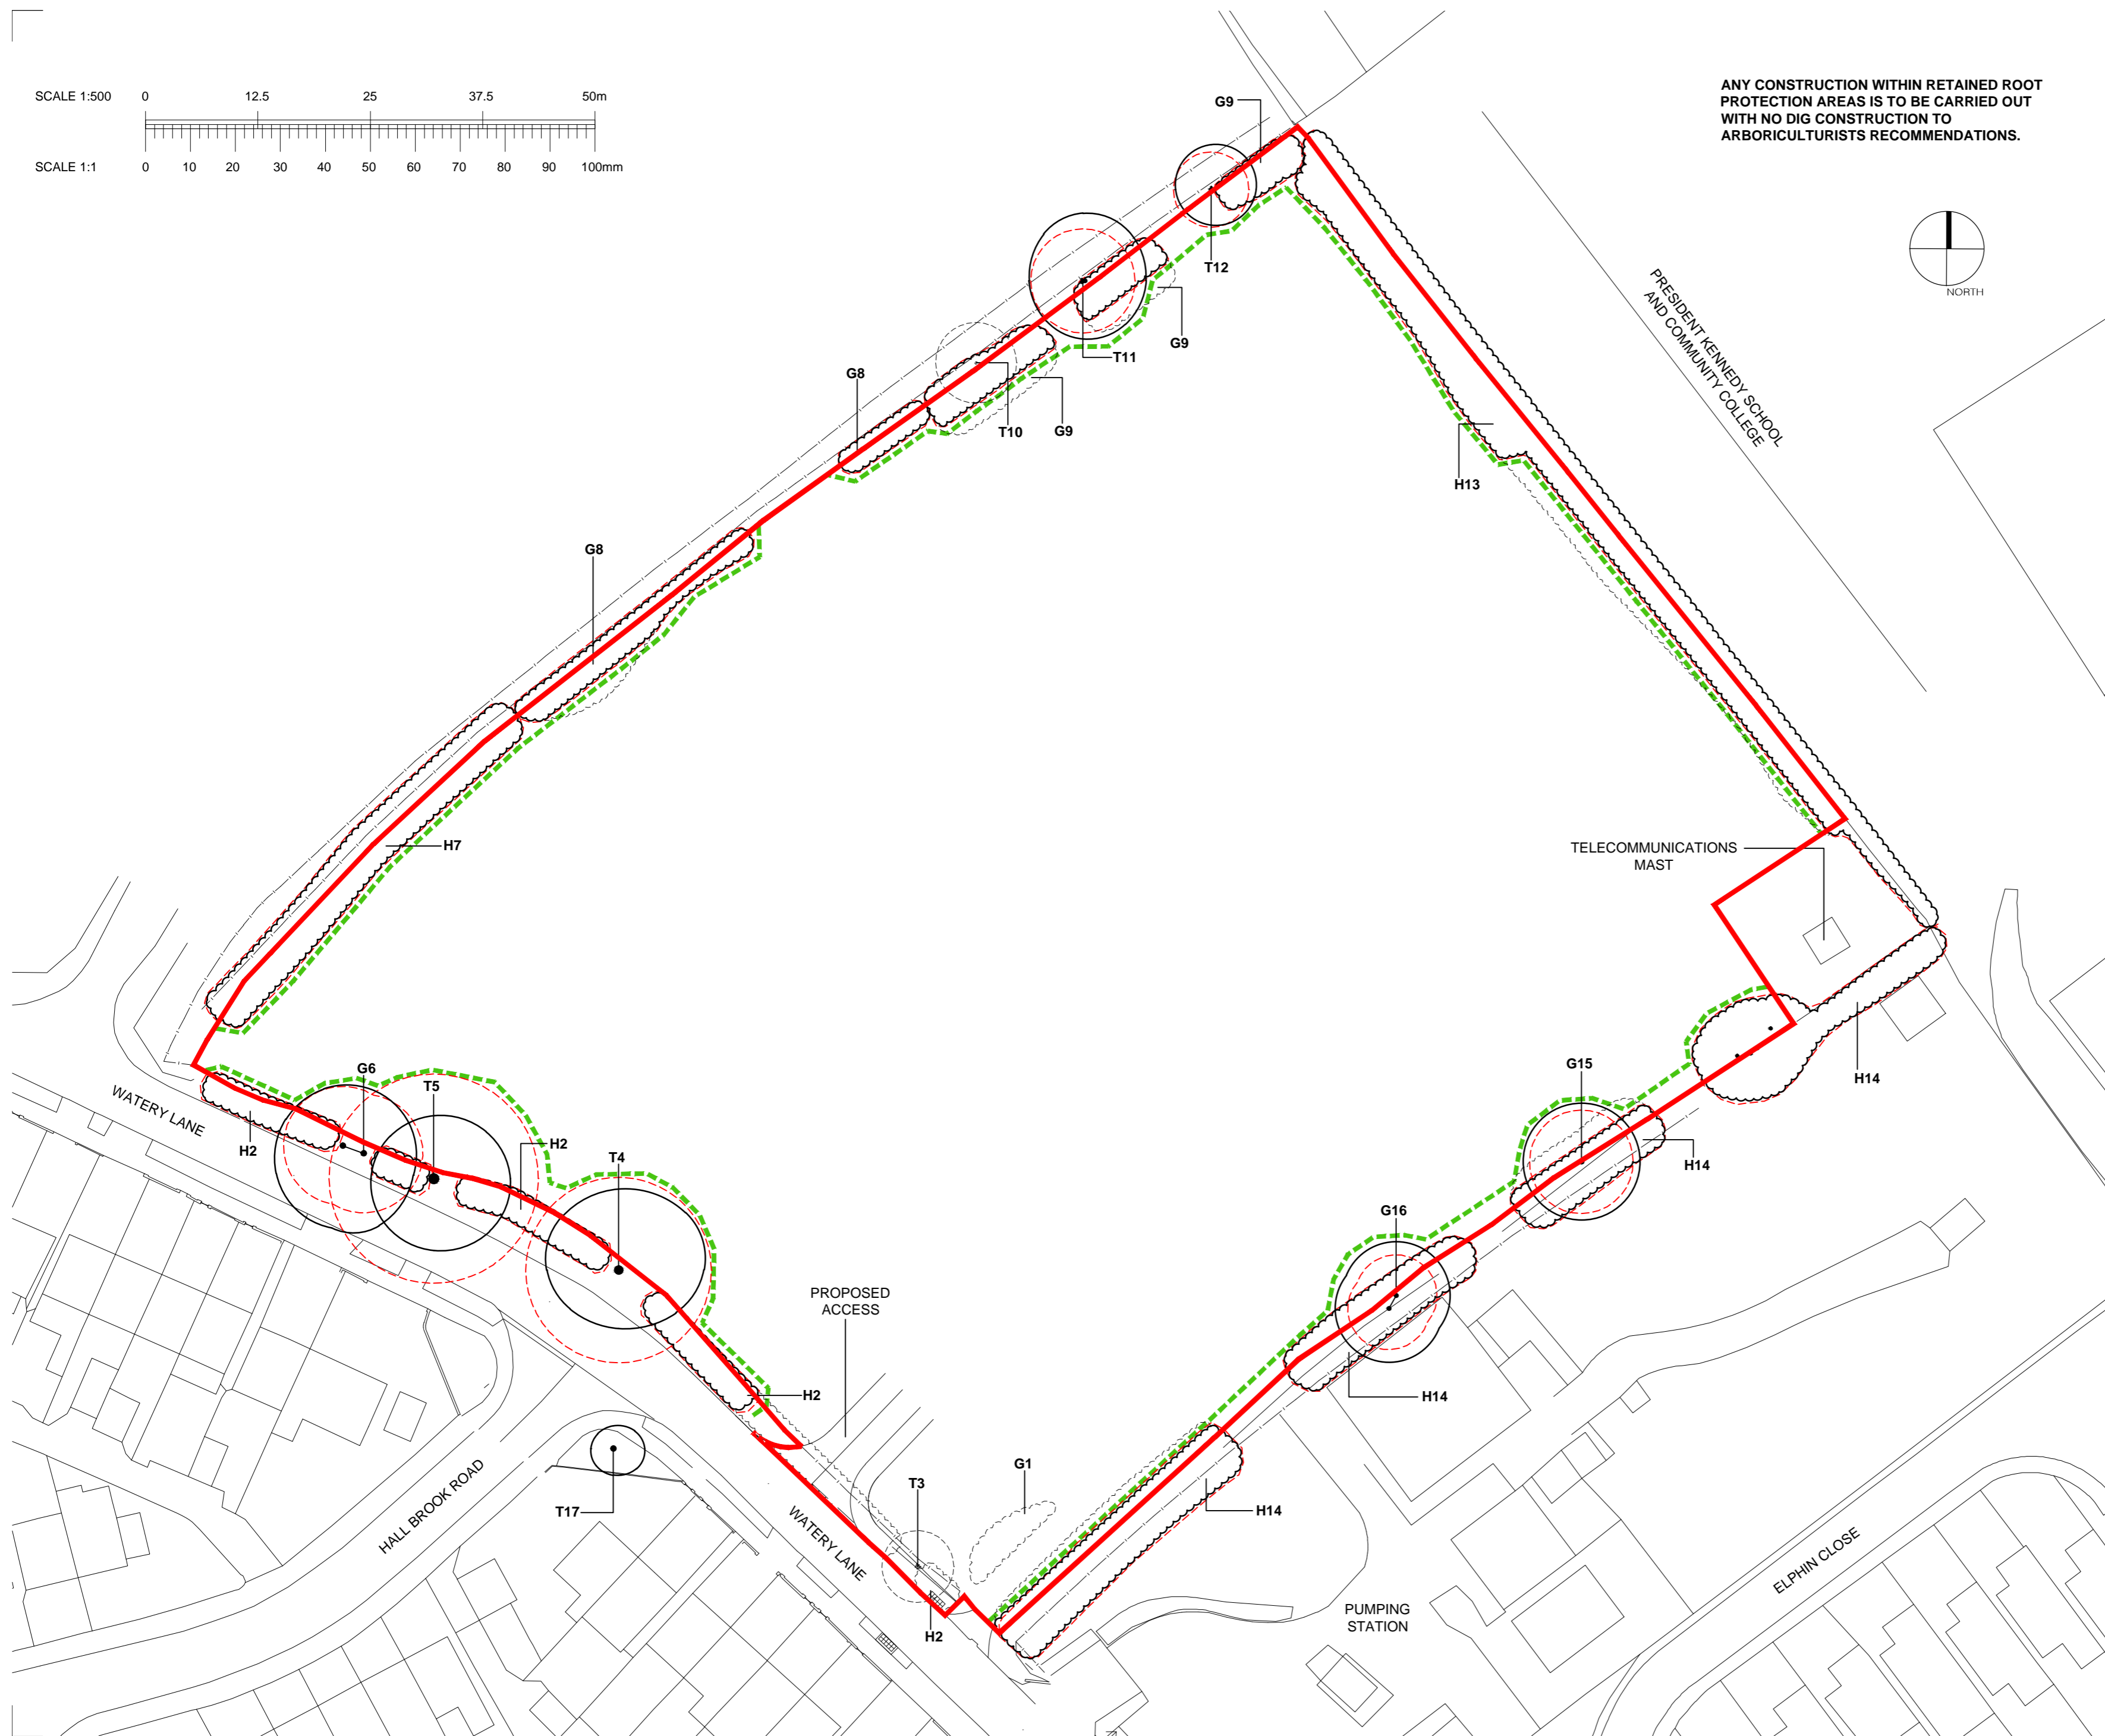 SCALE 1:500 0 12.5 25 37.5 50m
SCALE 1:1 0 10 20 30 40 50 60 70 80 90 100mm
ANY CONSTRUCTION WITHIN RETAINED ROOT
PROTECTION AREAS IS TO BE CARRIED OUT
WITH NO DIG CONSTRUCTION TO
ARBORICULTURISTS RECOMMENDATIONS.
NORTH
PRESIDENT KENNEDY SCHOOL
AND COMMUNITY COLLEGE
G9
T12
G9
T11
G8
T10
G9
H13
G8
H7
TELECOMMUNICATIONS
MAST
H14
G15
H14
G6
T5
WATERY LANE
H2
H2
T4
G16
PROPOSED
ACCESS
H2
H14
G1
T3
H14
T17
HALL BROOK ROAD
WATERY LANE
H2
PUMPING
STATION
ELPHIN CLOSE